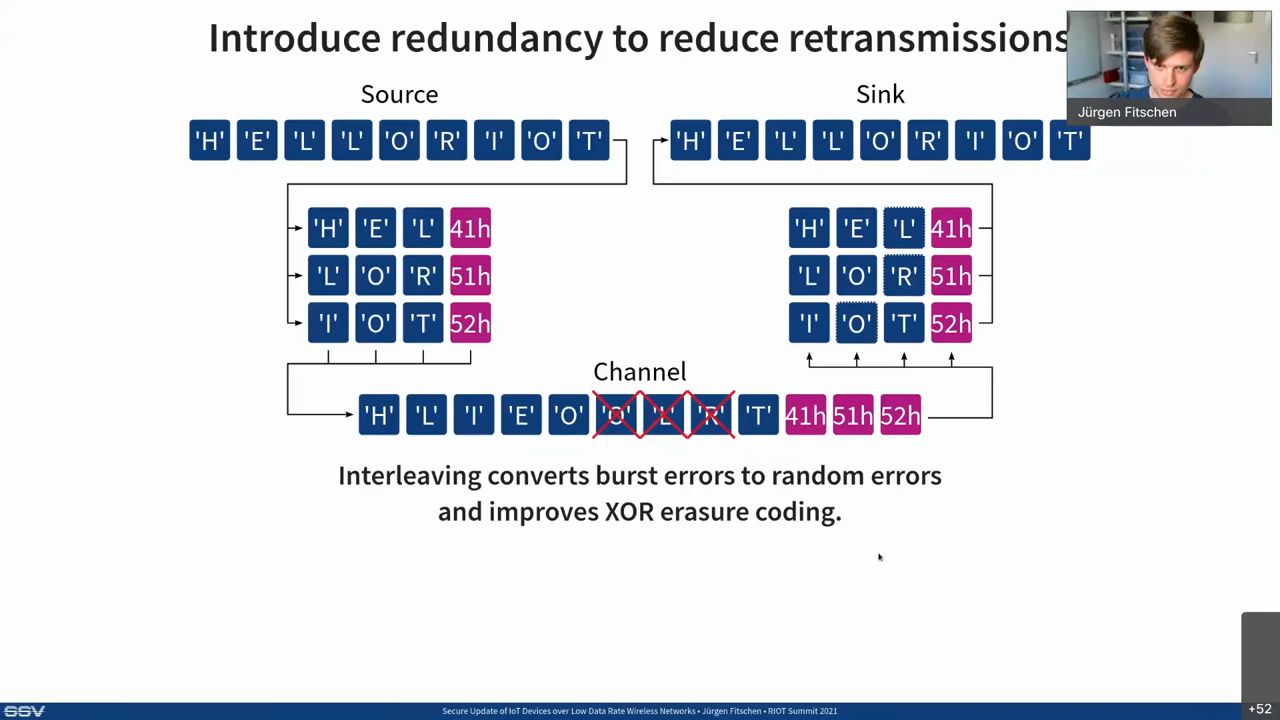 Introduce redundancy to reduce retransmissions
Jürgen Fitschen
Source
Sink
'H' 'E' 'L' 'L' 'O' 'R' 'I' 'O' 'T'
'H' 'E' 'L' 'L' 'O' 'R' 'I' 'O' 'T'
'H' 'E' 'L' 41h
'L' 'O' 'R' 51h
'I' 'O' 'T' 52h
'H' 'E' 'L' 41h
'L' 'O' 'R' 51h
'I' 'O' 'T' 52h
Channel
'H' 'L' 'I' 'E' 'O' 'O' 'L' 'R' 'T' 41h 51h 52h
Interleaving converts burst errors to random errors
and improves XOR erasure coding.
SSV
Secure Update of IoT Devices over Low Data Rate Wireless Networks • Jürgen Fitschen • RIOT Summit 2021
+52